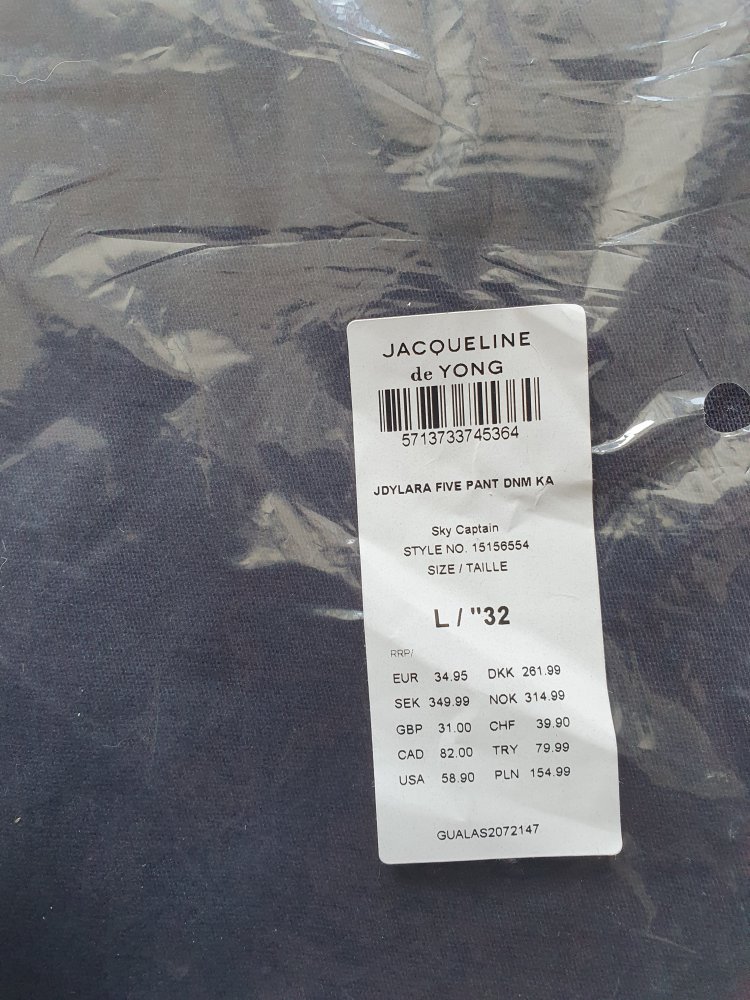 JACQUELINE
de YONG
5713733745364
JDYLARA FIVE PANT DNM KA
Sky Captain
STYLE NO. 15156554
SIZE / TAILLE
L / "32
RRP/
EUR 34.95 DKK 261.99
SEK 349.99 NOK 314.99
GBP 31.00 CHF 39.90
CAD 82.00 TRY 79.99
USA 58.90 PLN 154.99
GUALAS2072147